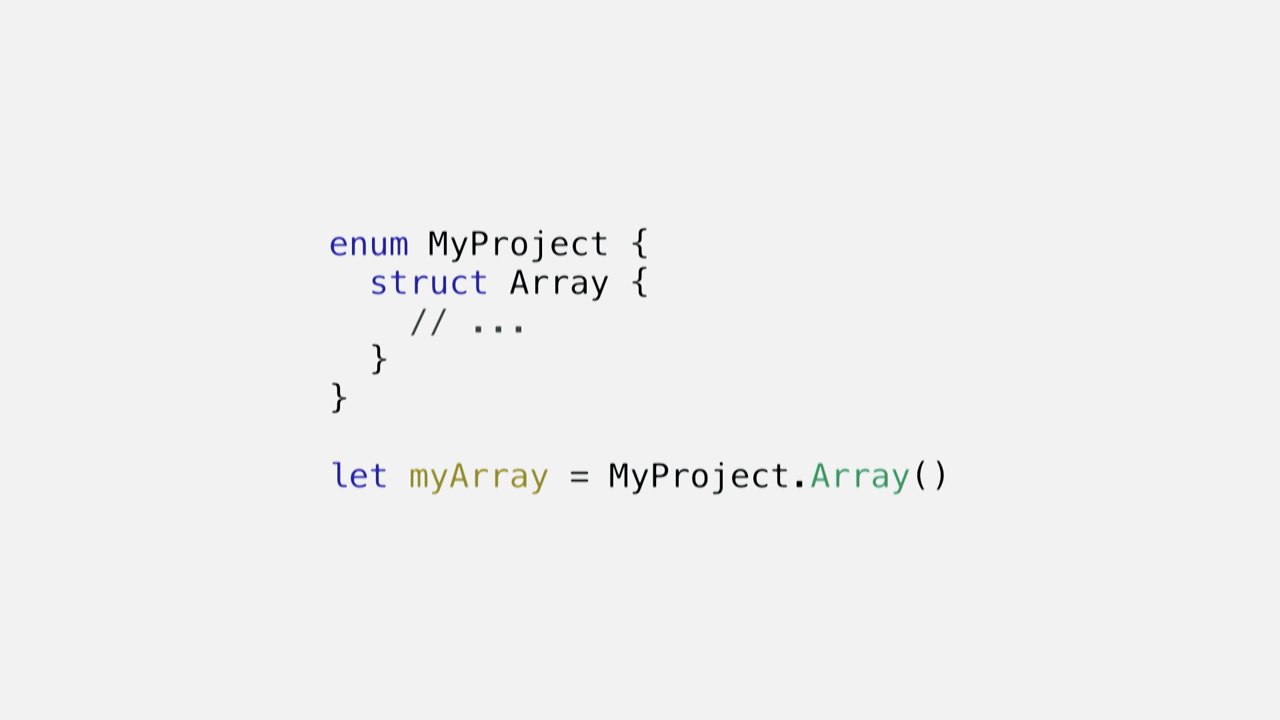 enum MyProject {
  struct Array {
    // ...
  }
}

let myArray = MyProject.Array()